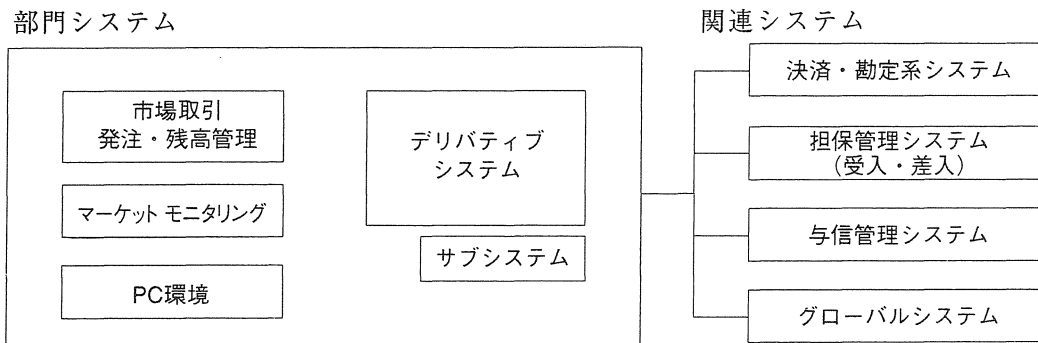 部門システム
市場取引
発注・残高管理
マーケット モニタリング
PC環境
デリバティブ
システム
サブシステム
関連システム
決済・勘定系システム
担保管理システム
（受入・差入）
与信管理システム
グローバルシステム